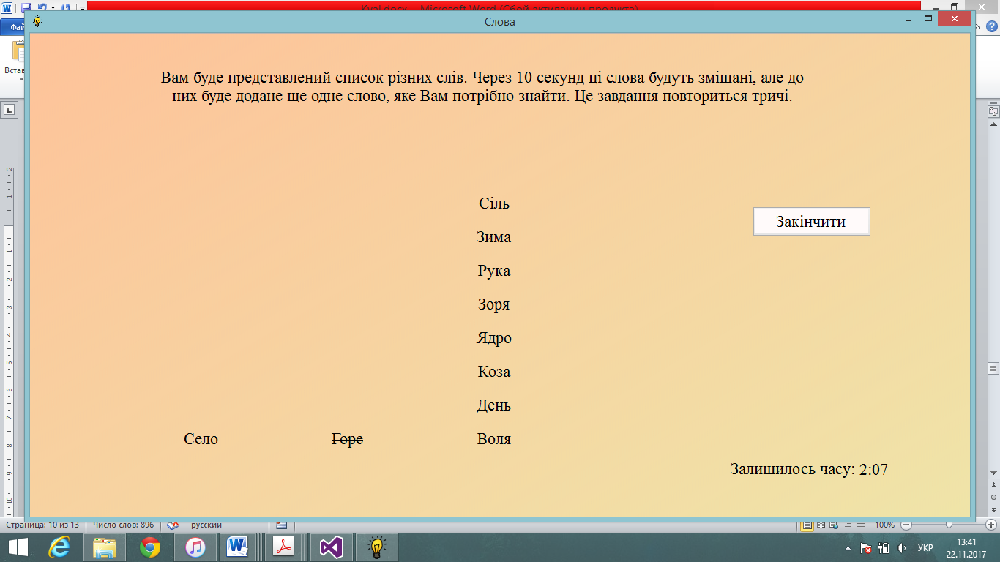 Kval.docx - Microsoft Word (Сбой активации продукта)
Слова
Фай
Встав
Вам буде представлений список різних слів. Через 10 секунд ці слова будуть змішані, але до
них буде додане ще одне слово, яке Вам потрібно знайти. Це завдання повториться тричі.
Сіль
Закінчити
Зима
Рука
Зоря
Ядро
Коза
День
Село Горе Воля
Залишилось часу: 2:07
Страница: 10 из 13 Число слов: 896 русский 100%
УКР 13:41
22.11.2017